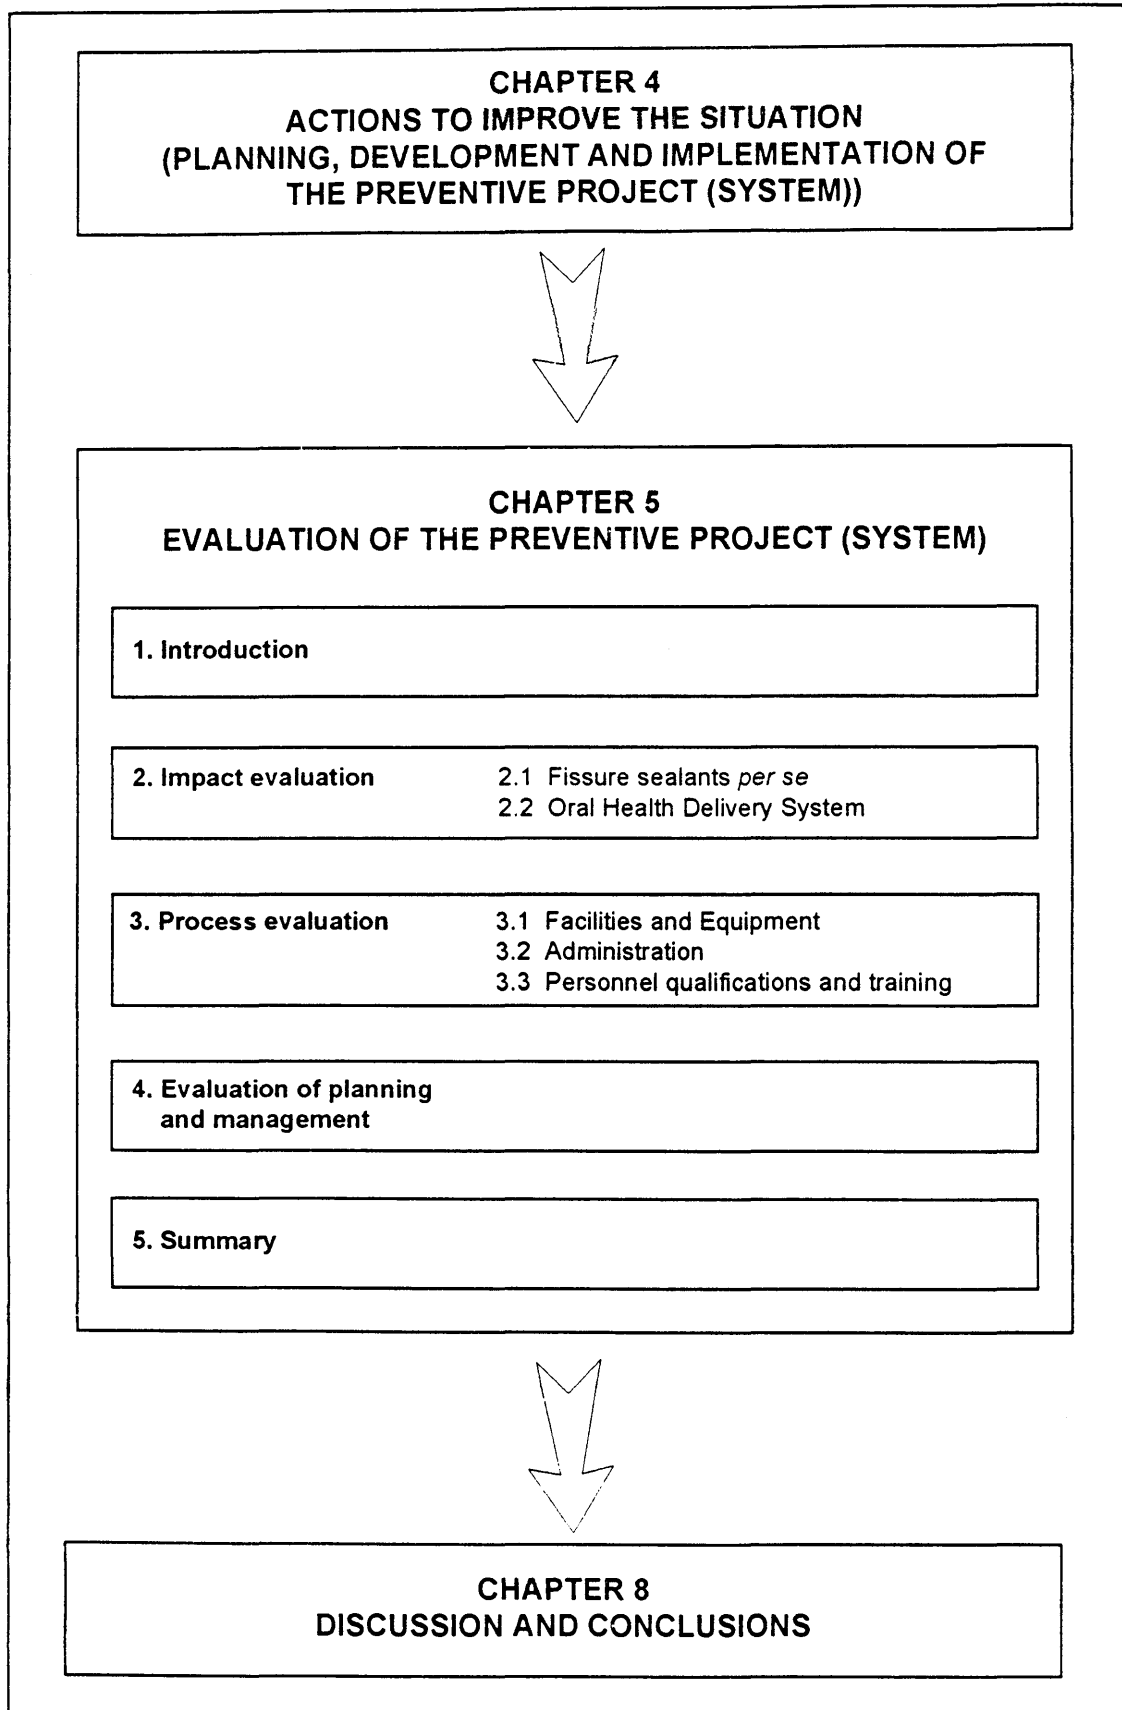 CHAPTER 4
ACTIONS TO IMPROVE THE SITUATION
(PLANNING, DEVELOPMENT AND IMPLEMENTATION OF
THE PREVENTIVE PROJECT (SYSTEM))
CHAPTER 5
EVALUATION OF THE PREVENTIVE PROJECT (SYSTEM)
1. Introduction
2. Impact evaluation 2.1 Fissure sealants per se
2.2 Oral Health Delivery System
3. Process evaluation 3.1 Facilities and Equipment
3.2 Administration
3.3 Personnel qualifications and training
4. Evaluation of planning
and management
5. Summary
CHAPTER 8
DISCUSSION AND CONCLUSIONS